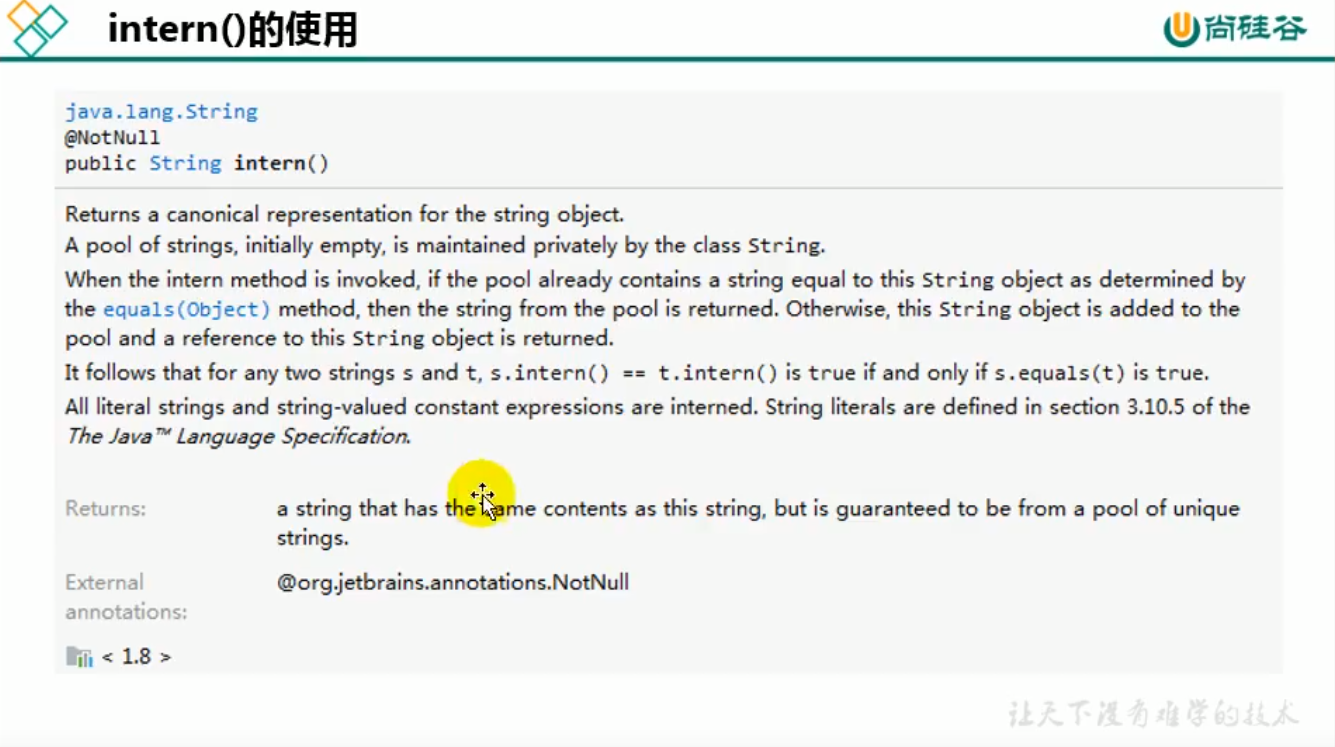 intern()的使用
尚硅谷
java.lang.String
@NotNull
public String intern()
Returns a canonical representation for the string object.
A pool of strings, initially empty, is maintained privately by the class String.
When the intern method is invoked, if the pool already contains a string equal to this String object as determined by
the equals(Object) method, then the string from the pool is returned. Otherwise, this String object is added to the
pool and a reference to this String object is returned.
It follows that for any two strings s and t, s.intern() == t.intern() is true if and only if s.equals(t) is true.
All literal strings and string-valued constant expressions are interned. String literals are defined in section 3.10.5 of the
The Java™ Language Specification.
Returns: a string that has the same contents as this string, but is guaranteed to be from a pool of unique
strings.
External @org.jetbrains.annotations.NotNull
annotations:
< 1.8 >
让天下没有难学的技术